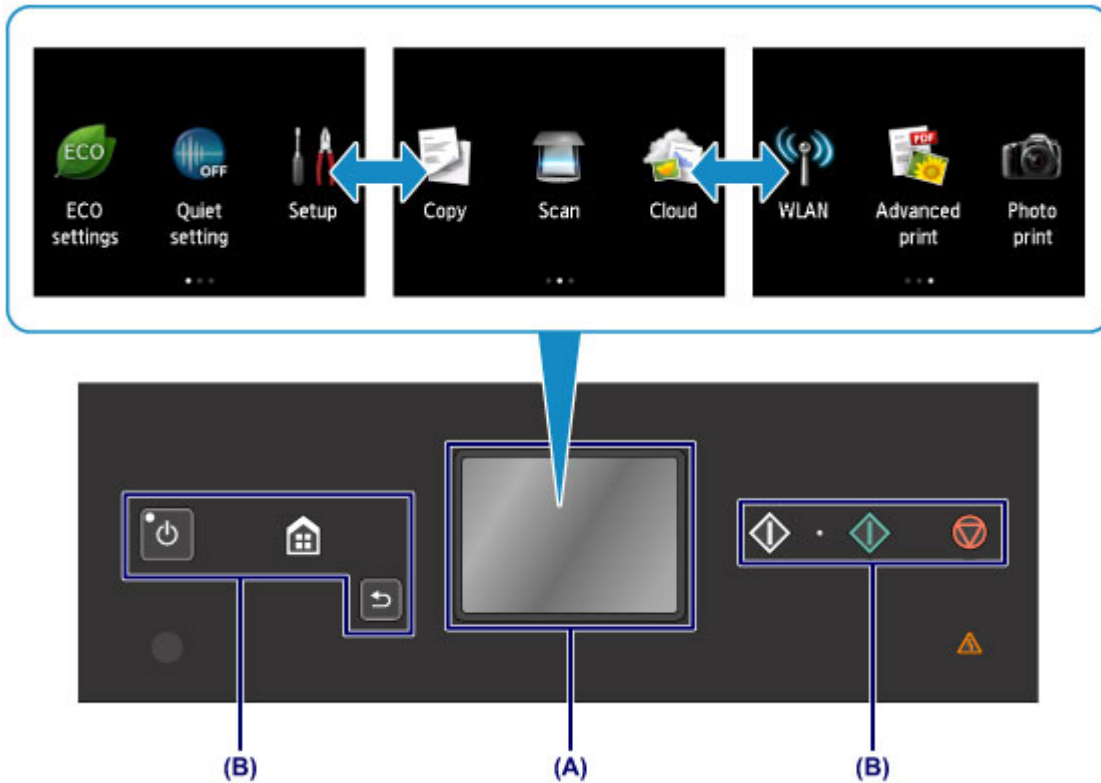 ECO
OFF
ECO
settings
Quiet
setting
Setup
PDF
Copy
Scan
Cloud
WLAN
Advanced
print
Photo
print
(B)
(A)
(B)